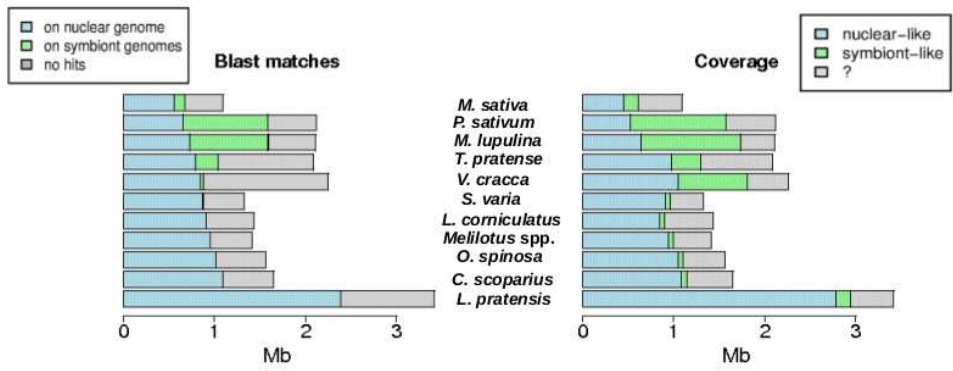 on nuclear genome
on symbiont genomes
no hits
Blast matches
Coverage
nuclear-like
symbiont-like
?
M. sativa
P. sativum
M. lupulina
T. pratense
V. cracca
S. varia
L. corniculatus
Melilotus spp.
O. spinosa
C. scoparius
L. pratensis
0 1 2 3
Mb
0 1 2 3
Mb